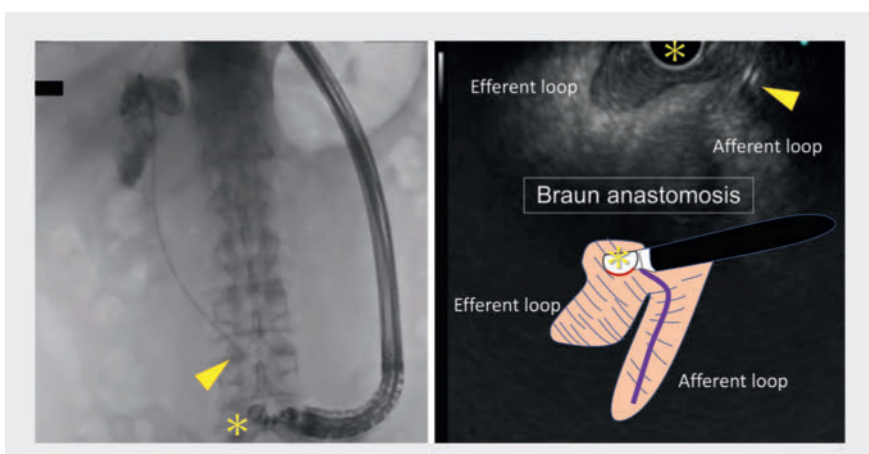 Efferent loop
Afferent loop
Braun anastomosis
Efferent loop
Afferent loop